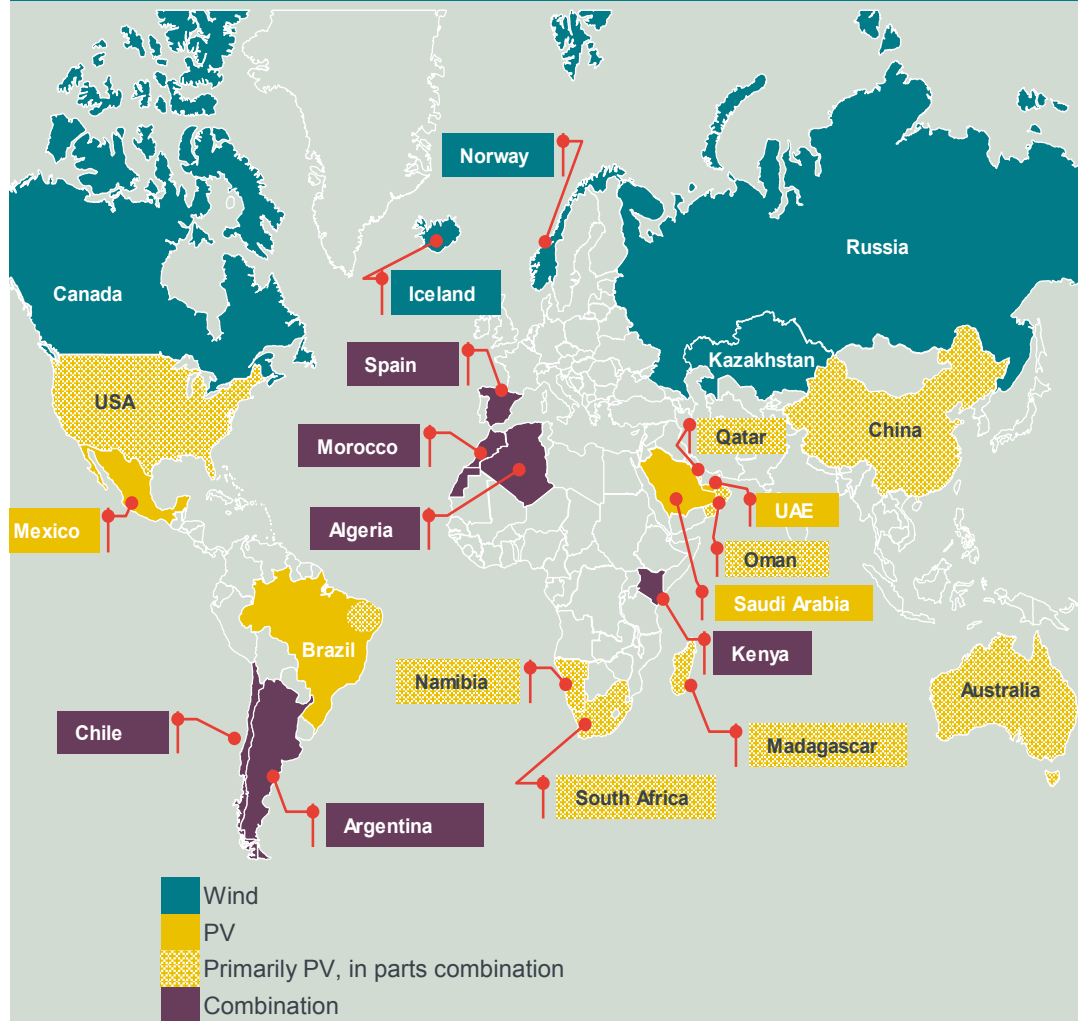 Norway
Russia
Canada
Iceland
Spain
Kazakhstan
USA
Qatar
China
Morocco
Mexico
UAE
Algeria
Oman
Saudi Arabia
Brazil
Kenya
Namibia
Australia
Chile
Madagascar
South Africa
Argentina
Wind
PV
Primarily PV, in parts combination
Combination